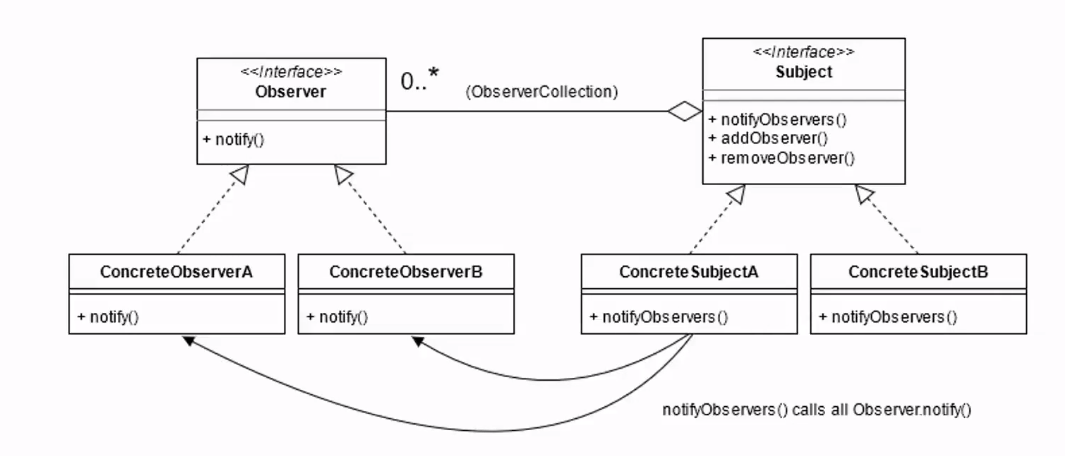 <<Interface>>
Observer
+ notify()
0..*
(ObserverCollection)
<<Interface>>
Subject
+ notifyObservers()
+ addObserver()
+ removeObserver()
ConcreteObserverA
+ notify()
ConcreteObserverB
+ notify()
ConcreteSubjectA
+ notifyObservers()
ConcreteSubjectB
+ notifyObservers()
notifyObservers() calls all Observer.notify()